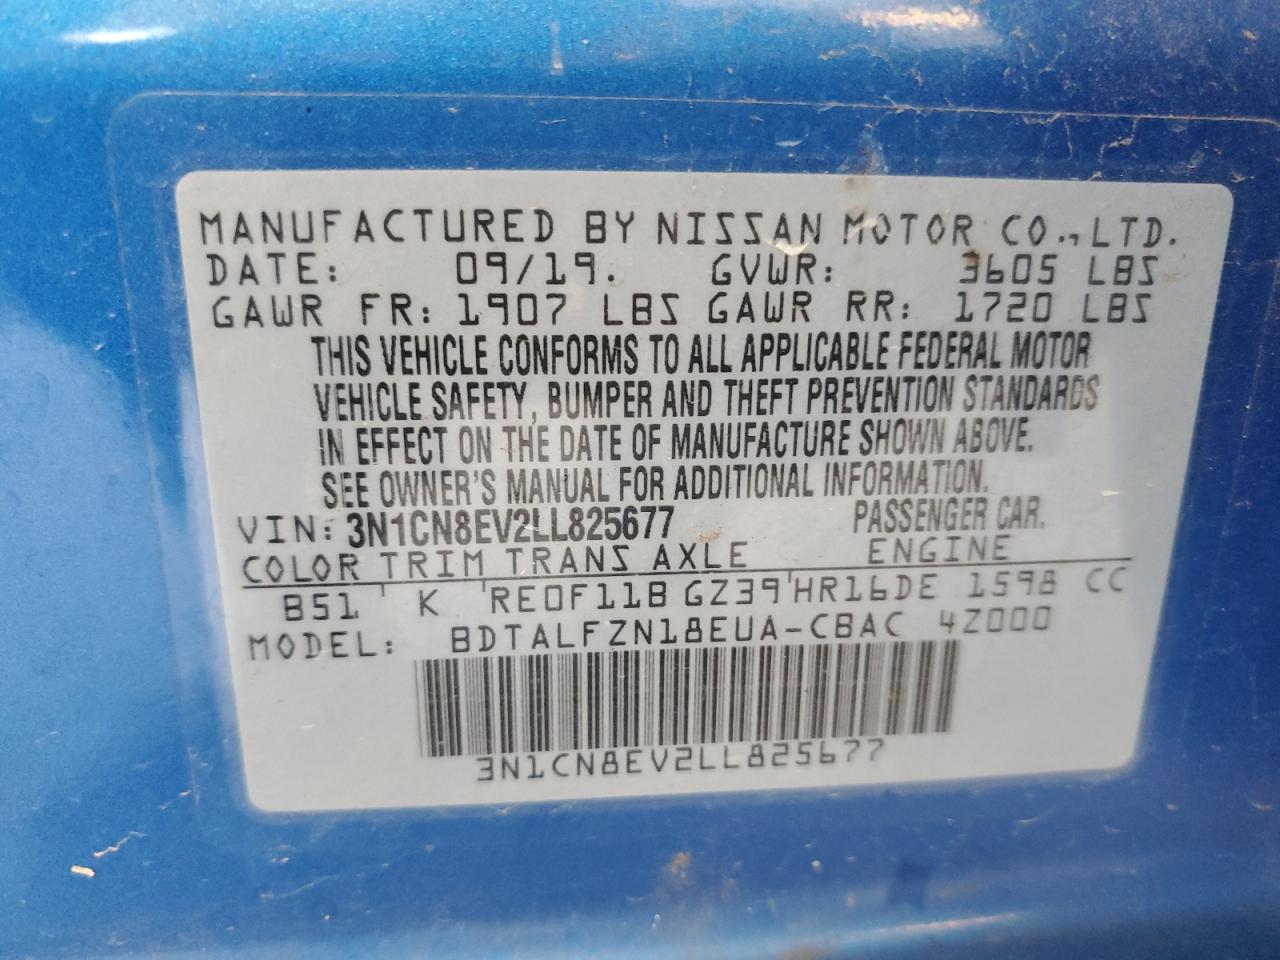 MANUFACTURED BY NISSAN MOTOR CO.,LTD.
DATE: 09/19. GVWR: 3605 LBS
GAWR FR: 1907 LBS GAWR RR: 1720 LBS
THIS VEHICLE CONFORMS TO ALL APPLICABLE FEDERAL MOTOR
VEHICLE SAFETY, BUMPER AND THEFT PREVENTION STANDARDS
IN EFFECT ON THE DATE OF MANUFACTURE SHOWN ABOVE.
SEE OWNER'S MANUAL FOR ADDITIONAL INFORMATION.
VIN: 3N1CN8EV2LL825677 PASSENGER CAR.
COLOR TRIM TRANS AXLE ENGINE
B51 K RE0F11B GZ39 HR16DE 1598 CC
MODEL: BDTALFZN18EUA-CBAC 4Z000
3N1CN8EV2LL825677